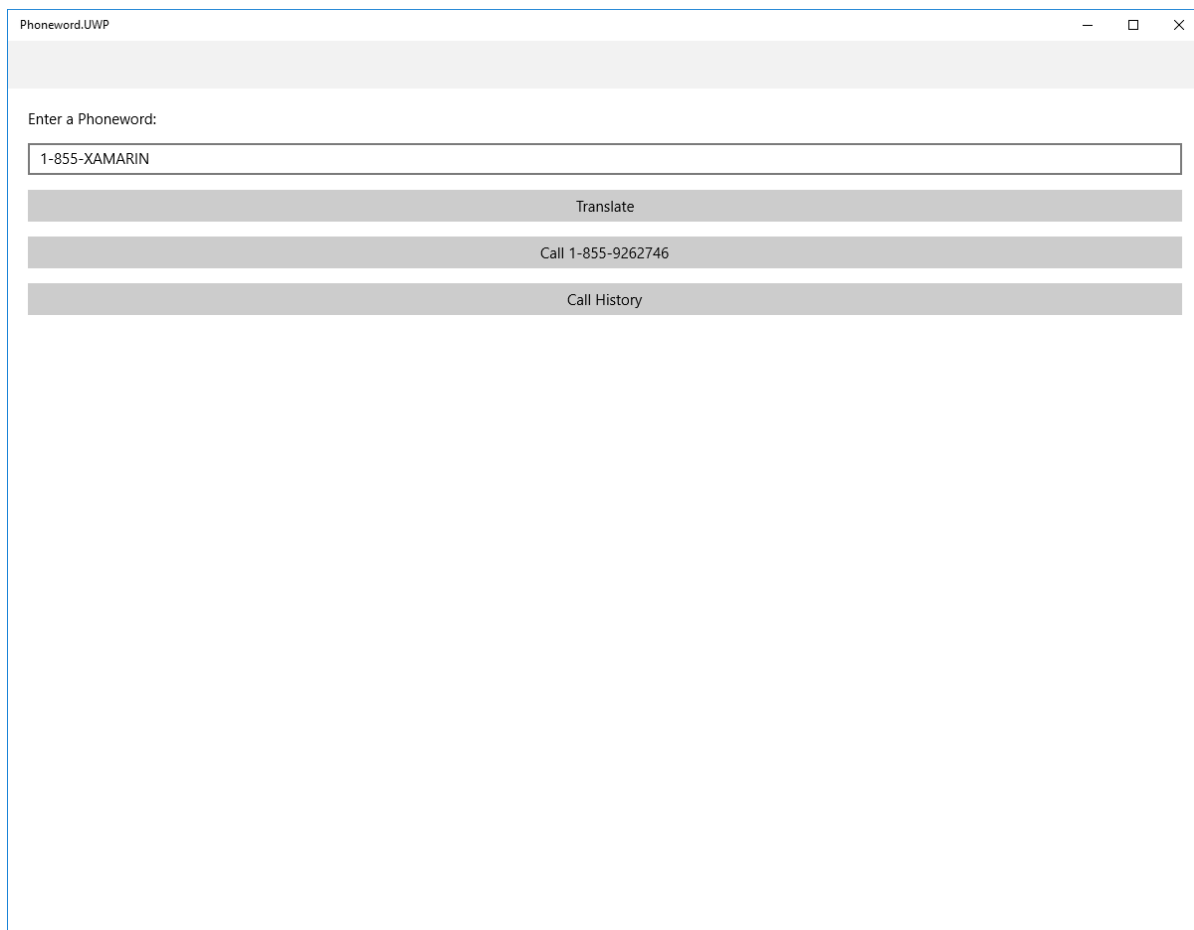 Phoneword.UWP
Enter a Phoneword:
1-855-XAMARIN
Translate
Call 1-855-9262746
Call History